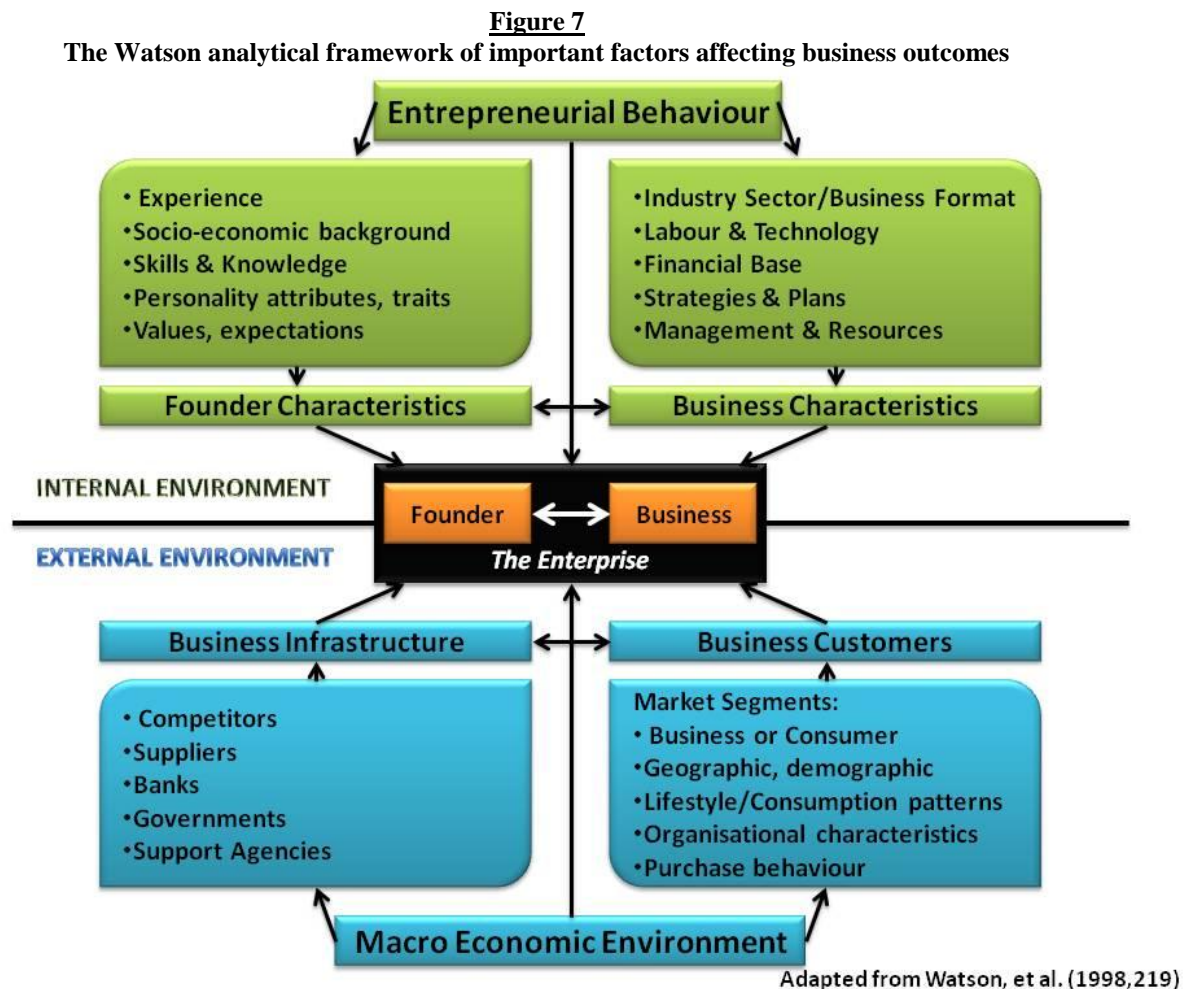 Figure 7
The Watson analytical framework of important factors affecting business outcomes
Entrepreneurial Behaviour
• Experience
•Socio-economic background
•Skills & Knowledge
•Personality attributes, traits
•Values, expectations
•Industry Sector/Business Format
•Labour & Technology
•Financial Base
•Strategies & Plans
•Management & Resources
Founder Characteristics
Business Characteristics
INTERNAL ENVIRONMENT
Founder
Business
EXTERNAL ENVIRONMENT
The Enterprise
Business Infrastructure
Business Customers
• Competitors
•Suppliers
•Banks
•Governments
•Support Agencies
Market Segments:
• Business or Consumer
•Geographic, demographic
•Lifestyle/Consumption patterns
•Organisational characteristics
•Purchase behaviour
Macro Economic Environment
Adapted from Watson, et al. (1998,219)